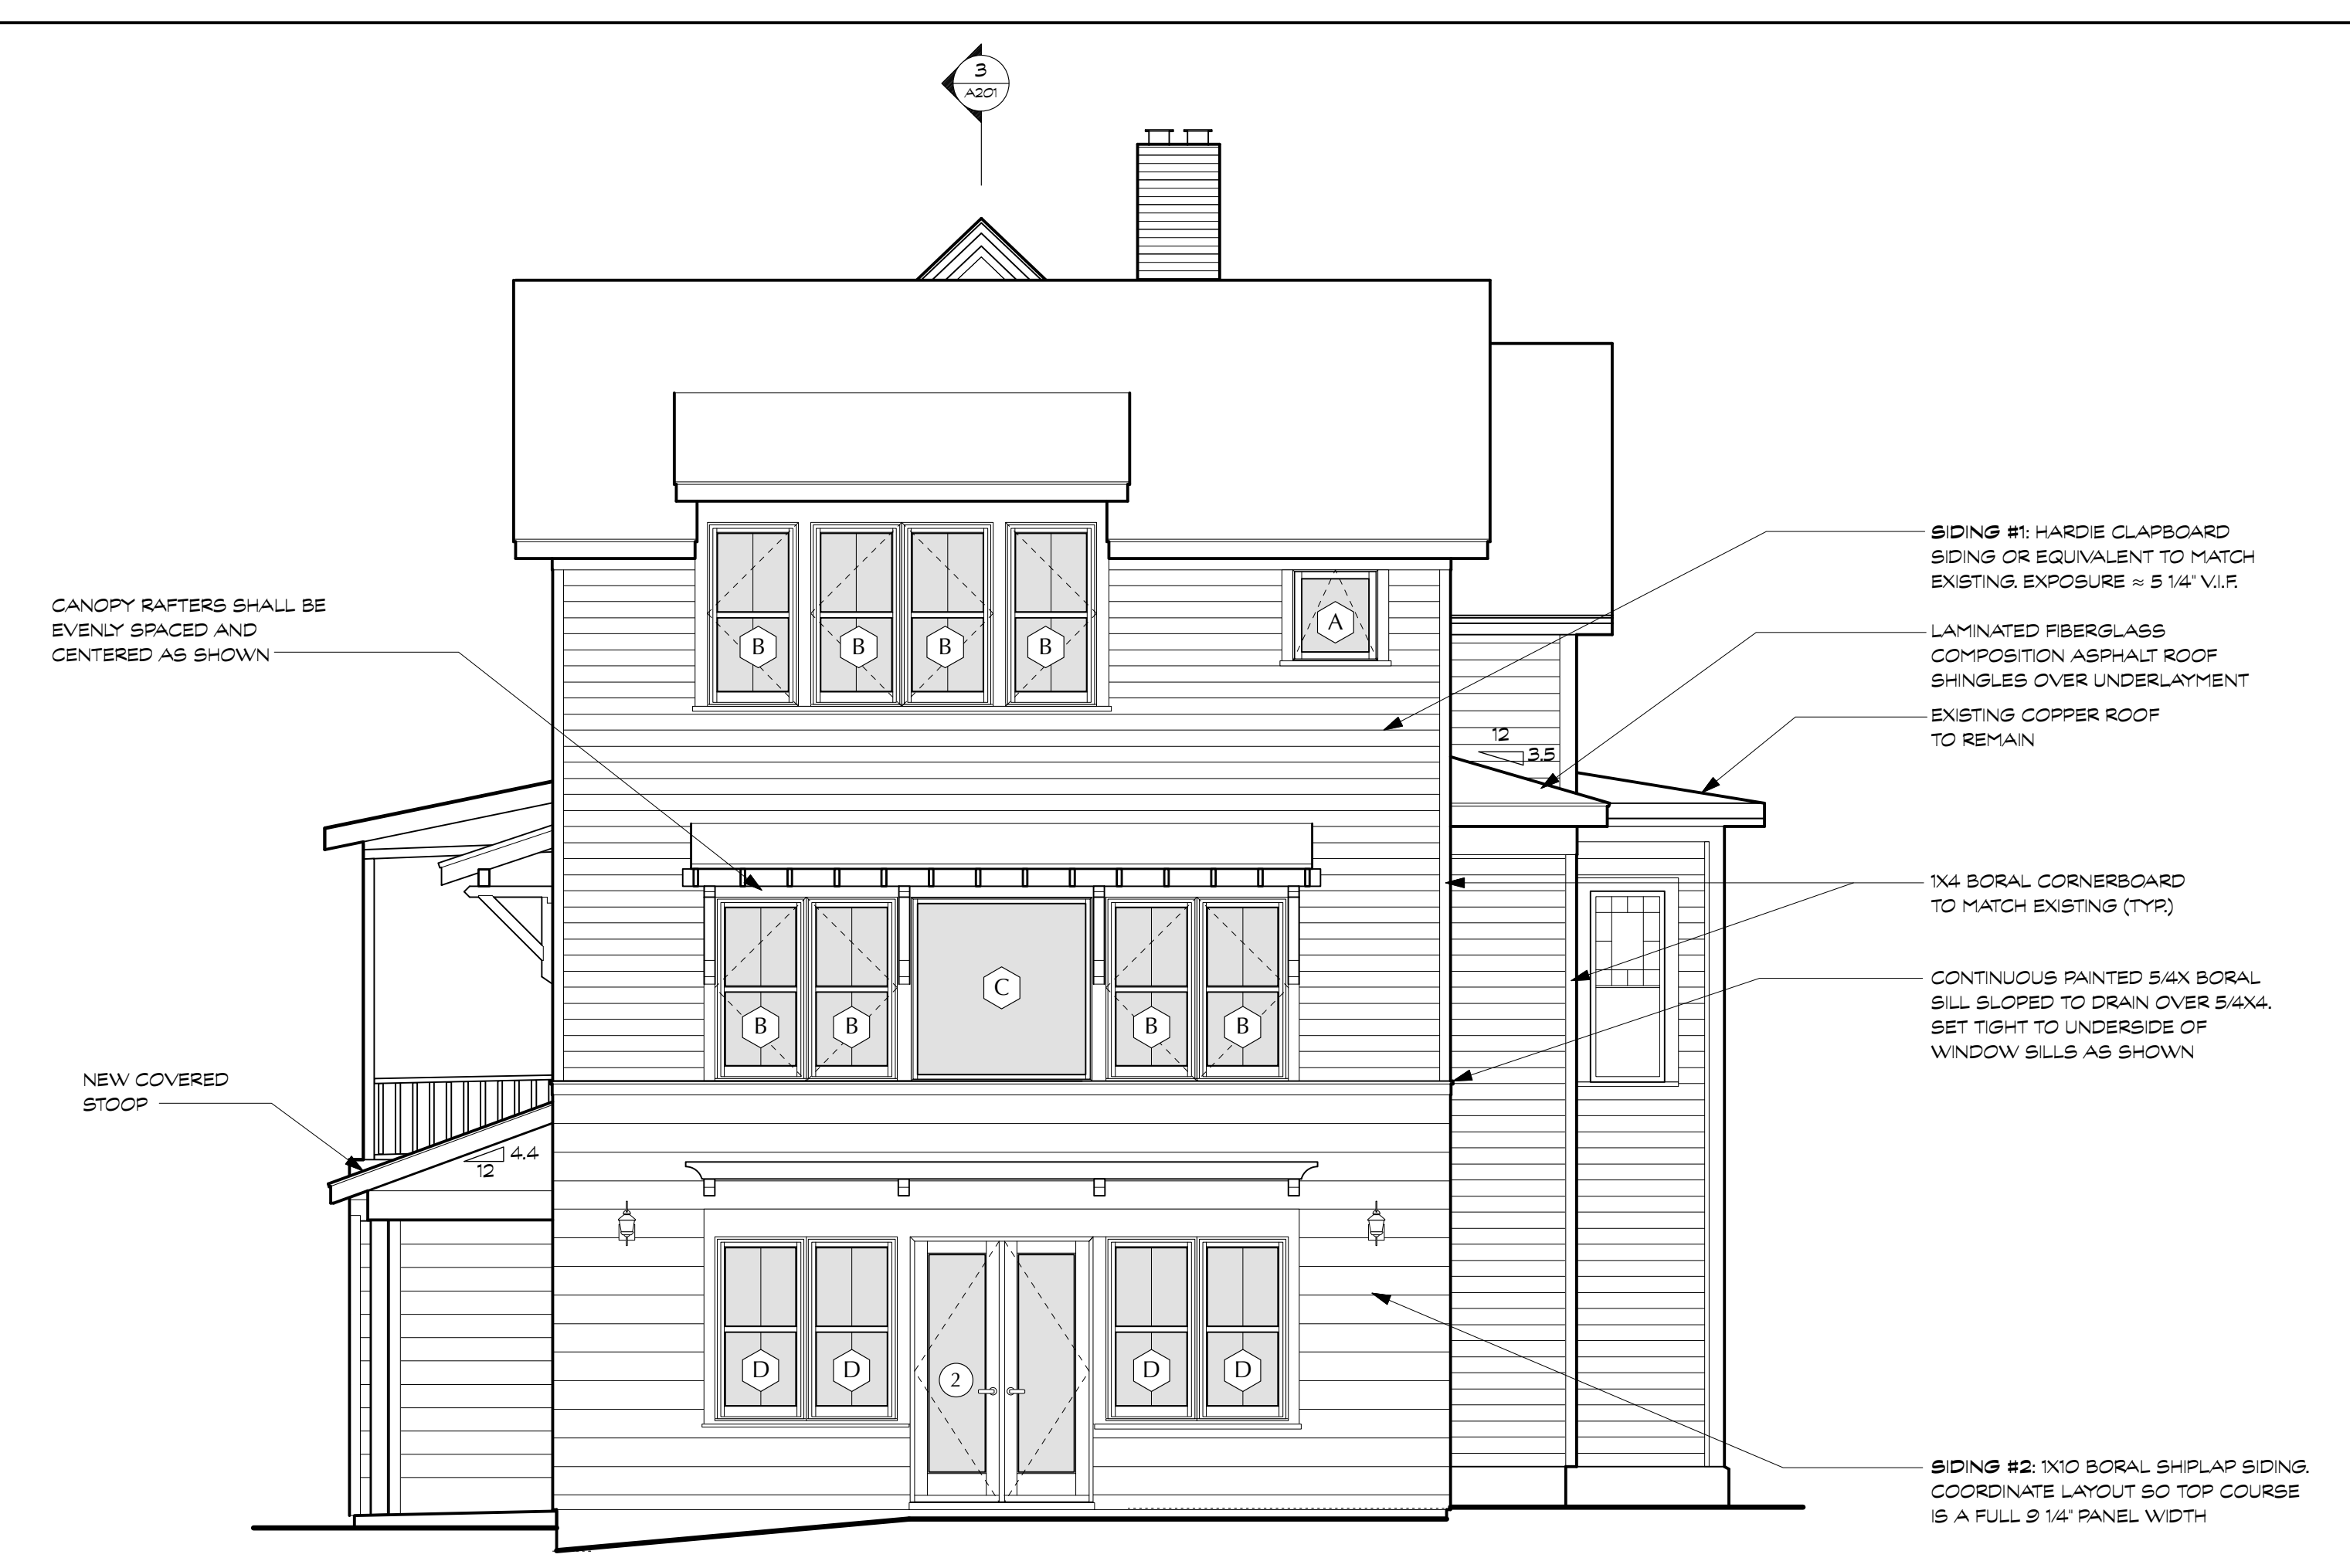 3
A201
SIDING #1: HARDIE CLAPBOARD
SIDING OR EQUIVALENT TO MATCH
EXISTING. EXPOSURE ≈ 5 1/4" V.I.F.
CANOPY RAFTERS SHALL BE
EVENLY SPACED AND
CENTERED AS SHOWN
A
B B B B
LAMINATED FIBERGLASS
COMPOSITION ASPHALT ROOF
SHINGLES OVER UNDERLAYMENT
EXISTING COPPER ROOF
TO REMAIN
12
3.5
1X4 BORAL CORNERBOARD
TO MATCH EXISTING (TYP.)
C
B B B B
CONTINUOUS PAINTED 5/4X BORAL
SILL SLOPED TO DRAIN OVER 5/4X4.
SET TIGHT TO UNDERSIDE OF
WINDOW SILLS AS SHOWN
NEW COVERED
STOOP
4.4
12
D D 2 D D
SIDING #2: 1X10 BORAL SHIPLAP SIDING.
COORDINATE LAYOUT SO TOP COURSE
IS A FULL 9 1/4" PANEL WIDTH